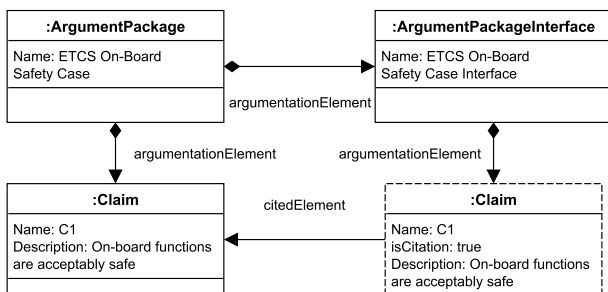 :ArgumentPackage
Name: ETCS On-Board
Safety Case
:ArgumentPackageInterface
Name: ETCS On-Board
Safety Case Interface
argumentationElement
argumentationElement
argumentationElement
:Claim
Name: C1
Description: On-board functions
are acceptably safe
citedElement
:Claim
Name: C1
isCitation: true
Description: On-board functions
are acceptably safe